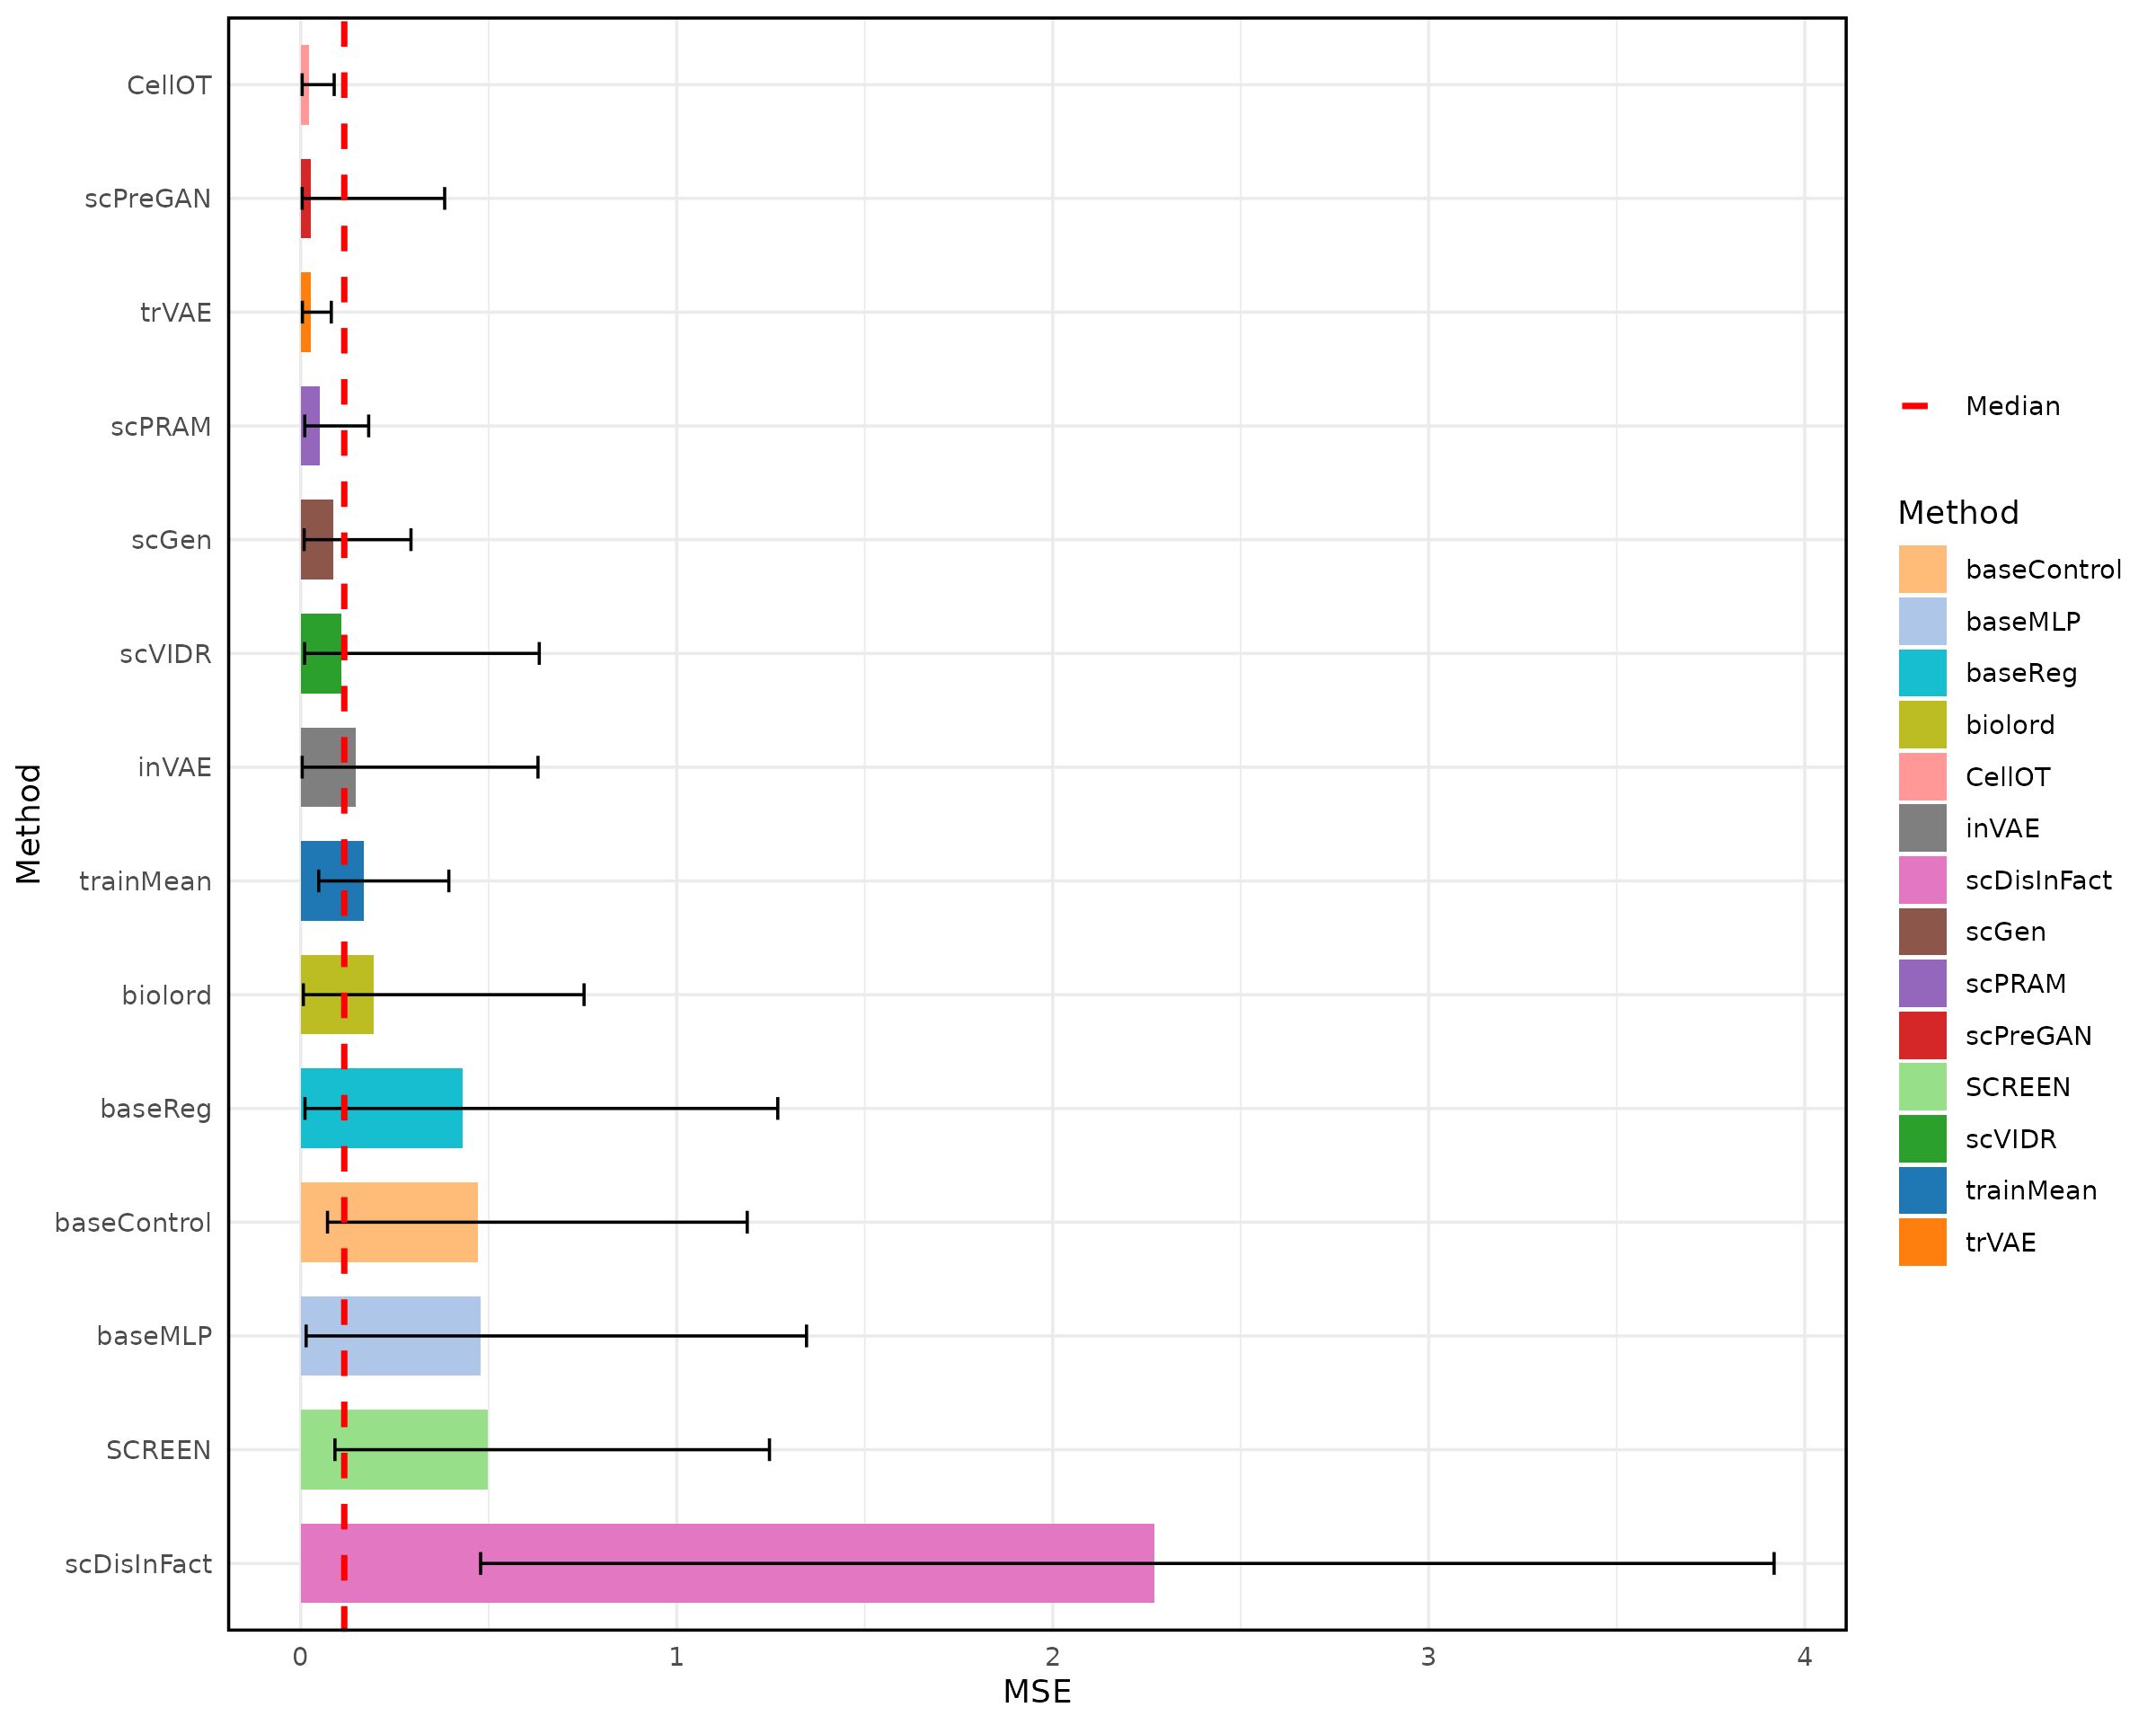 Method
CellOT
scPreGAN
trVAE
scPRAM
scGen
scVIDR
inVAE
trainMean
biolord
baseReg
baseControl
baseMLP
SCREEN
scDisInFact
0 1 2 3 4
MSE
Median
Method
baseControl
baseMLP
baseReg
biolord
CellOT
inVAE
scDisInFact
scGen
scPRAM
scPreGAN
SCREEN
scVIDR
trainMean
trVAE